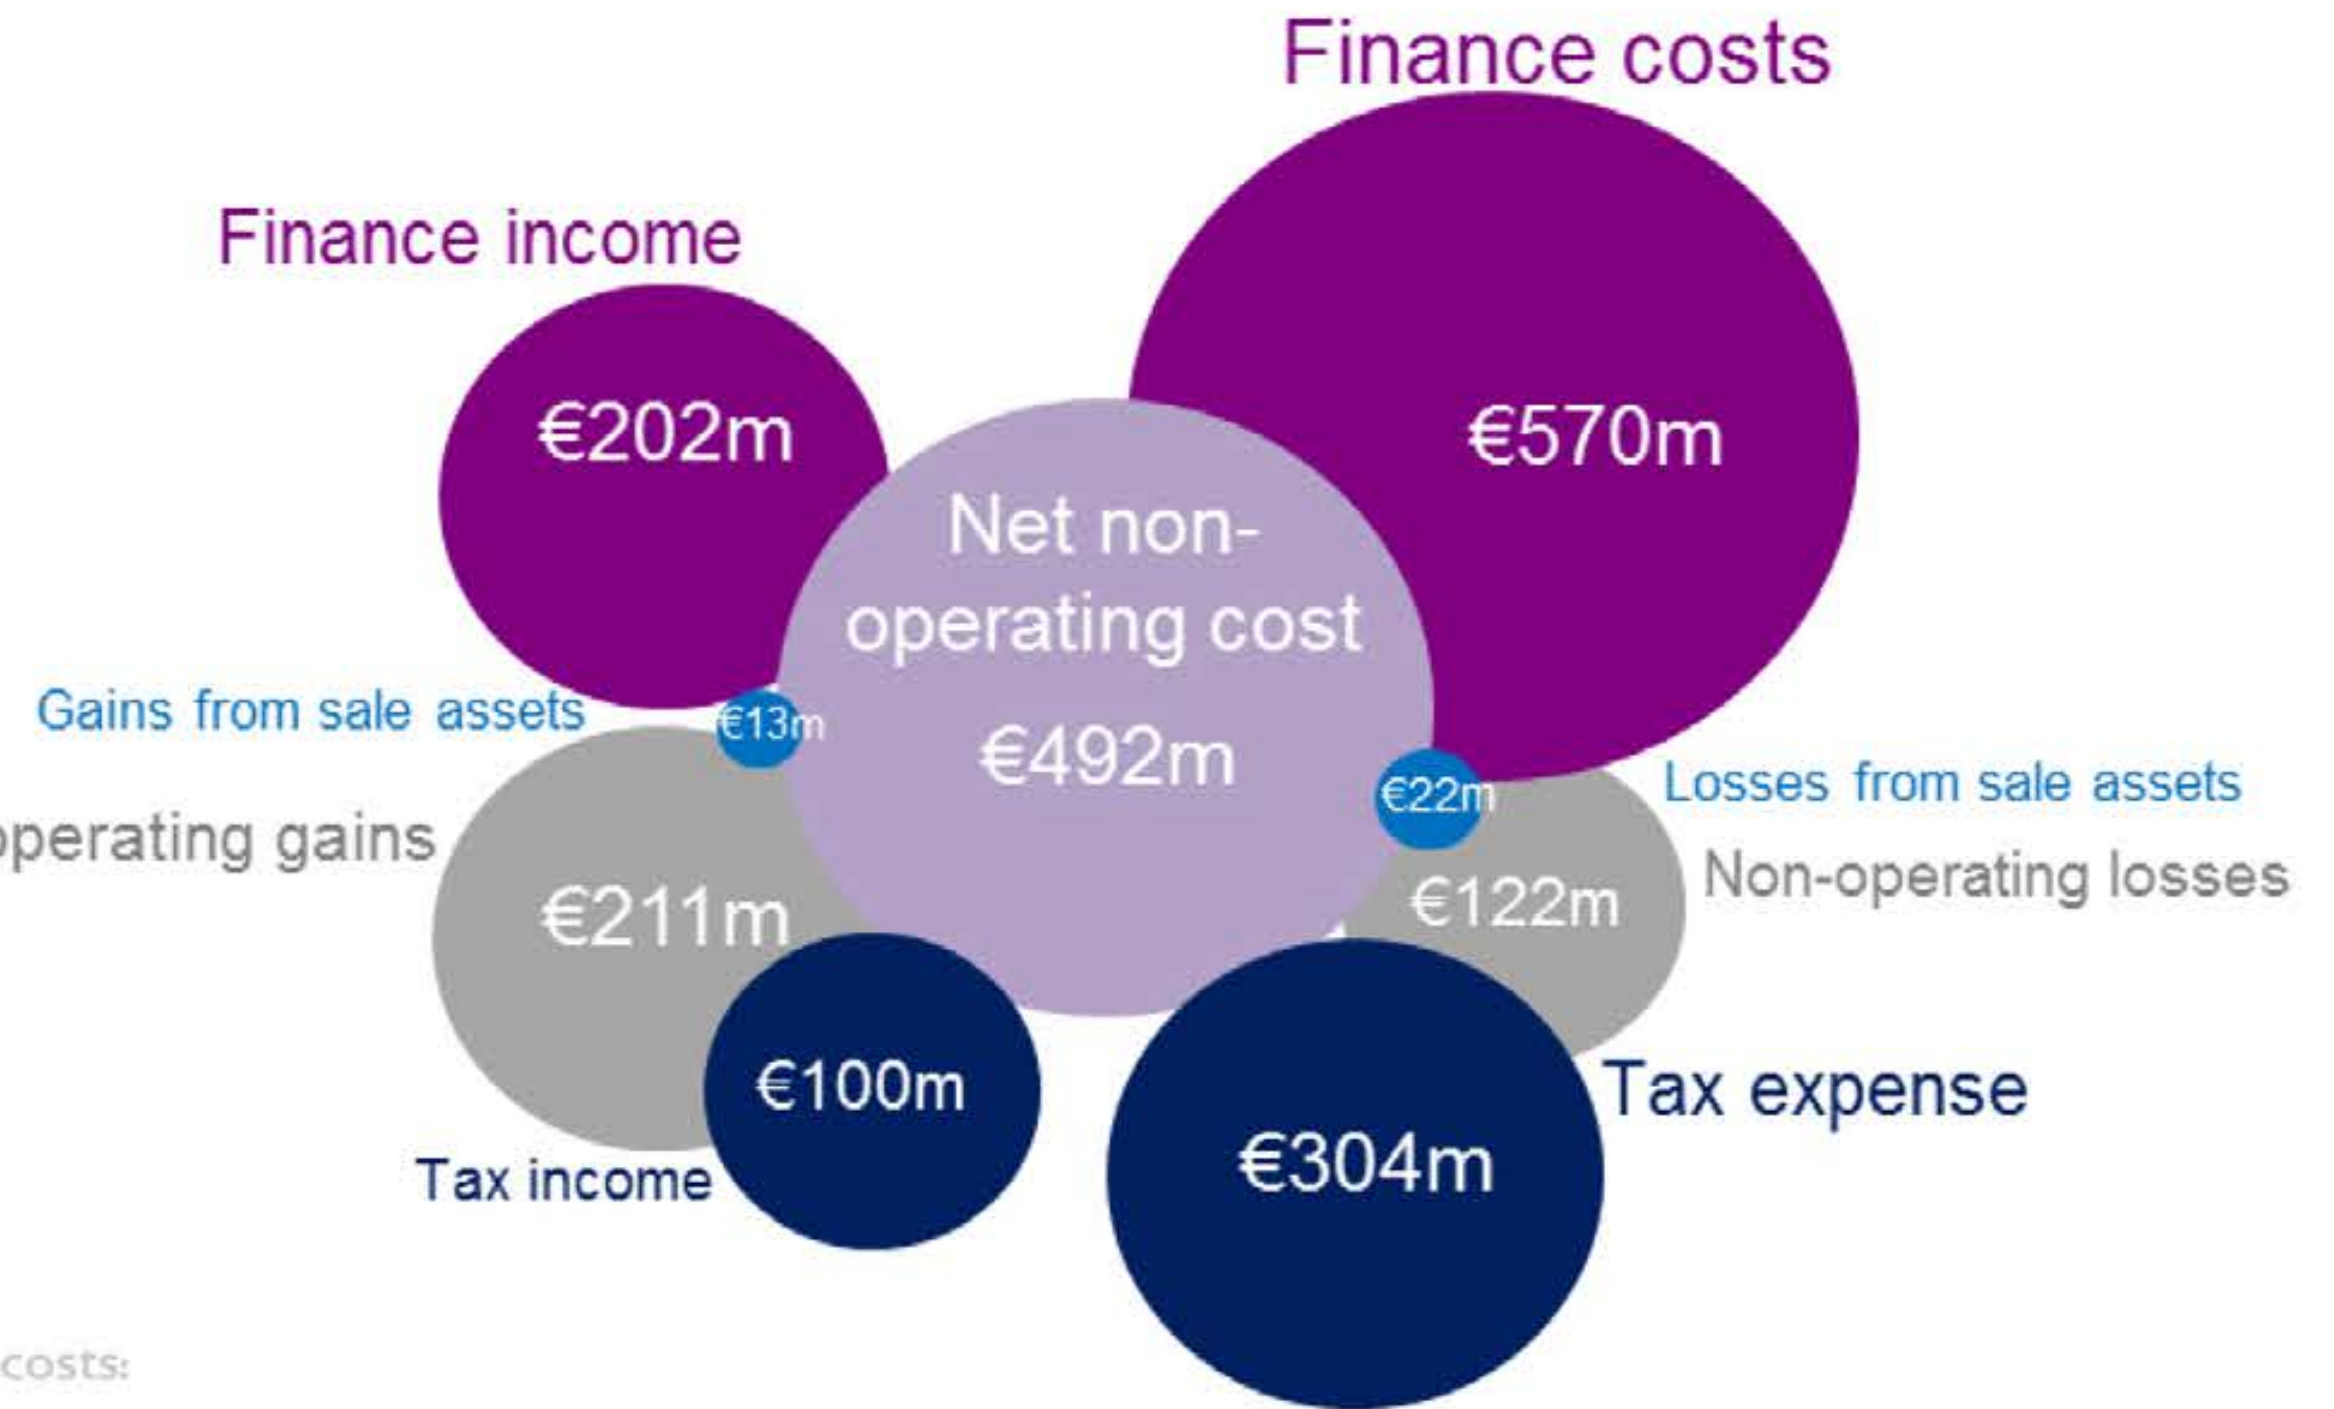 Finance costs
Finance income
€202m
€570m
Net non-
operating cost
€492m
Gains from sale assets
€13m
€22m
Losses from sale assets
operating gains
Non-operating losses
€211m
€122m
€100m
Tax expense
€304m
Tax income
costs: